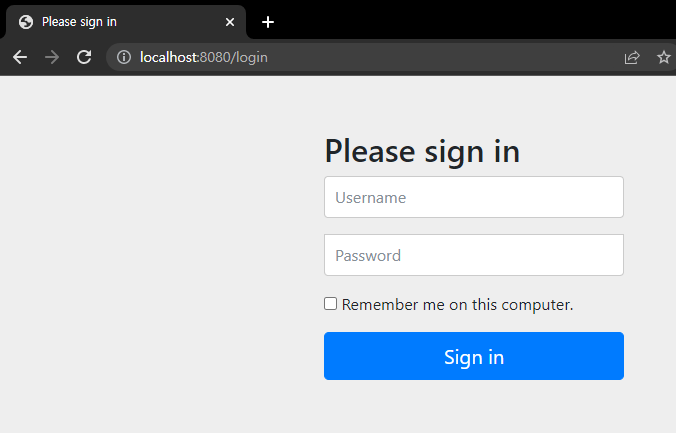 Please sign in
localhost:8080/login
Please sign in
Username
Password
Remember me on this computer.
Sign in